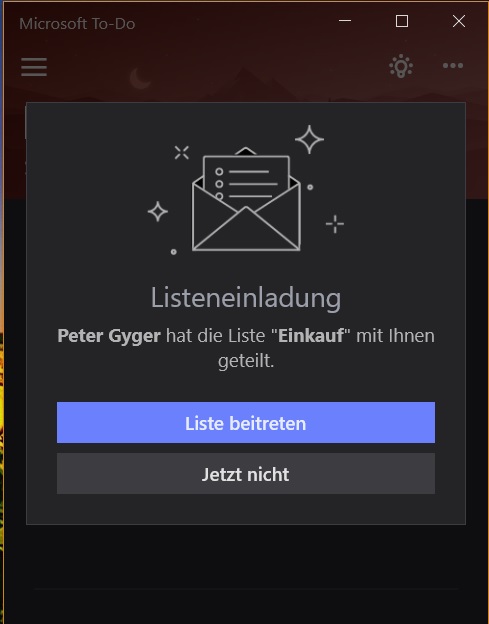 Microsoft To-Do
Listeneinladung
Peter Gyger hat die Liste "Einkauf" mit Ihnen
geteilt.
Liste beitreten
Jetzt nicht